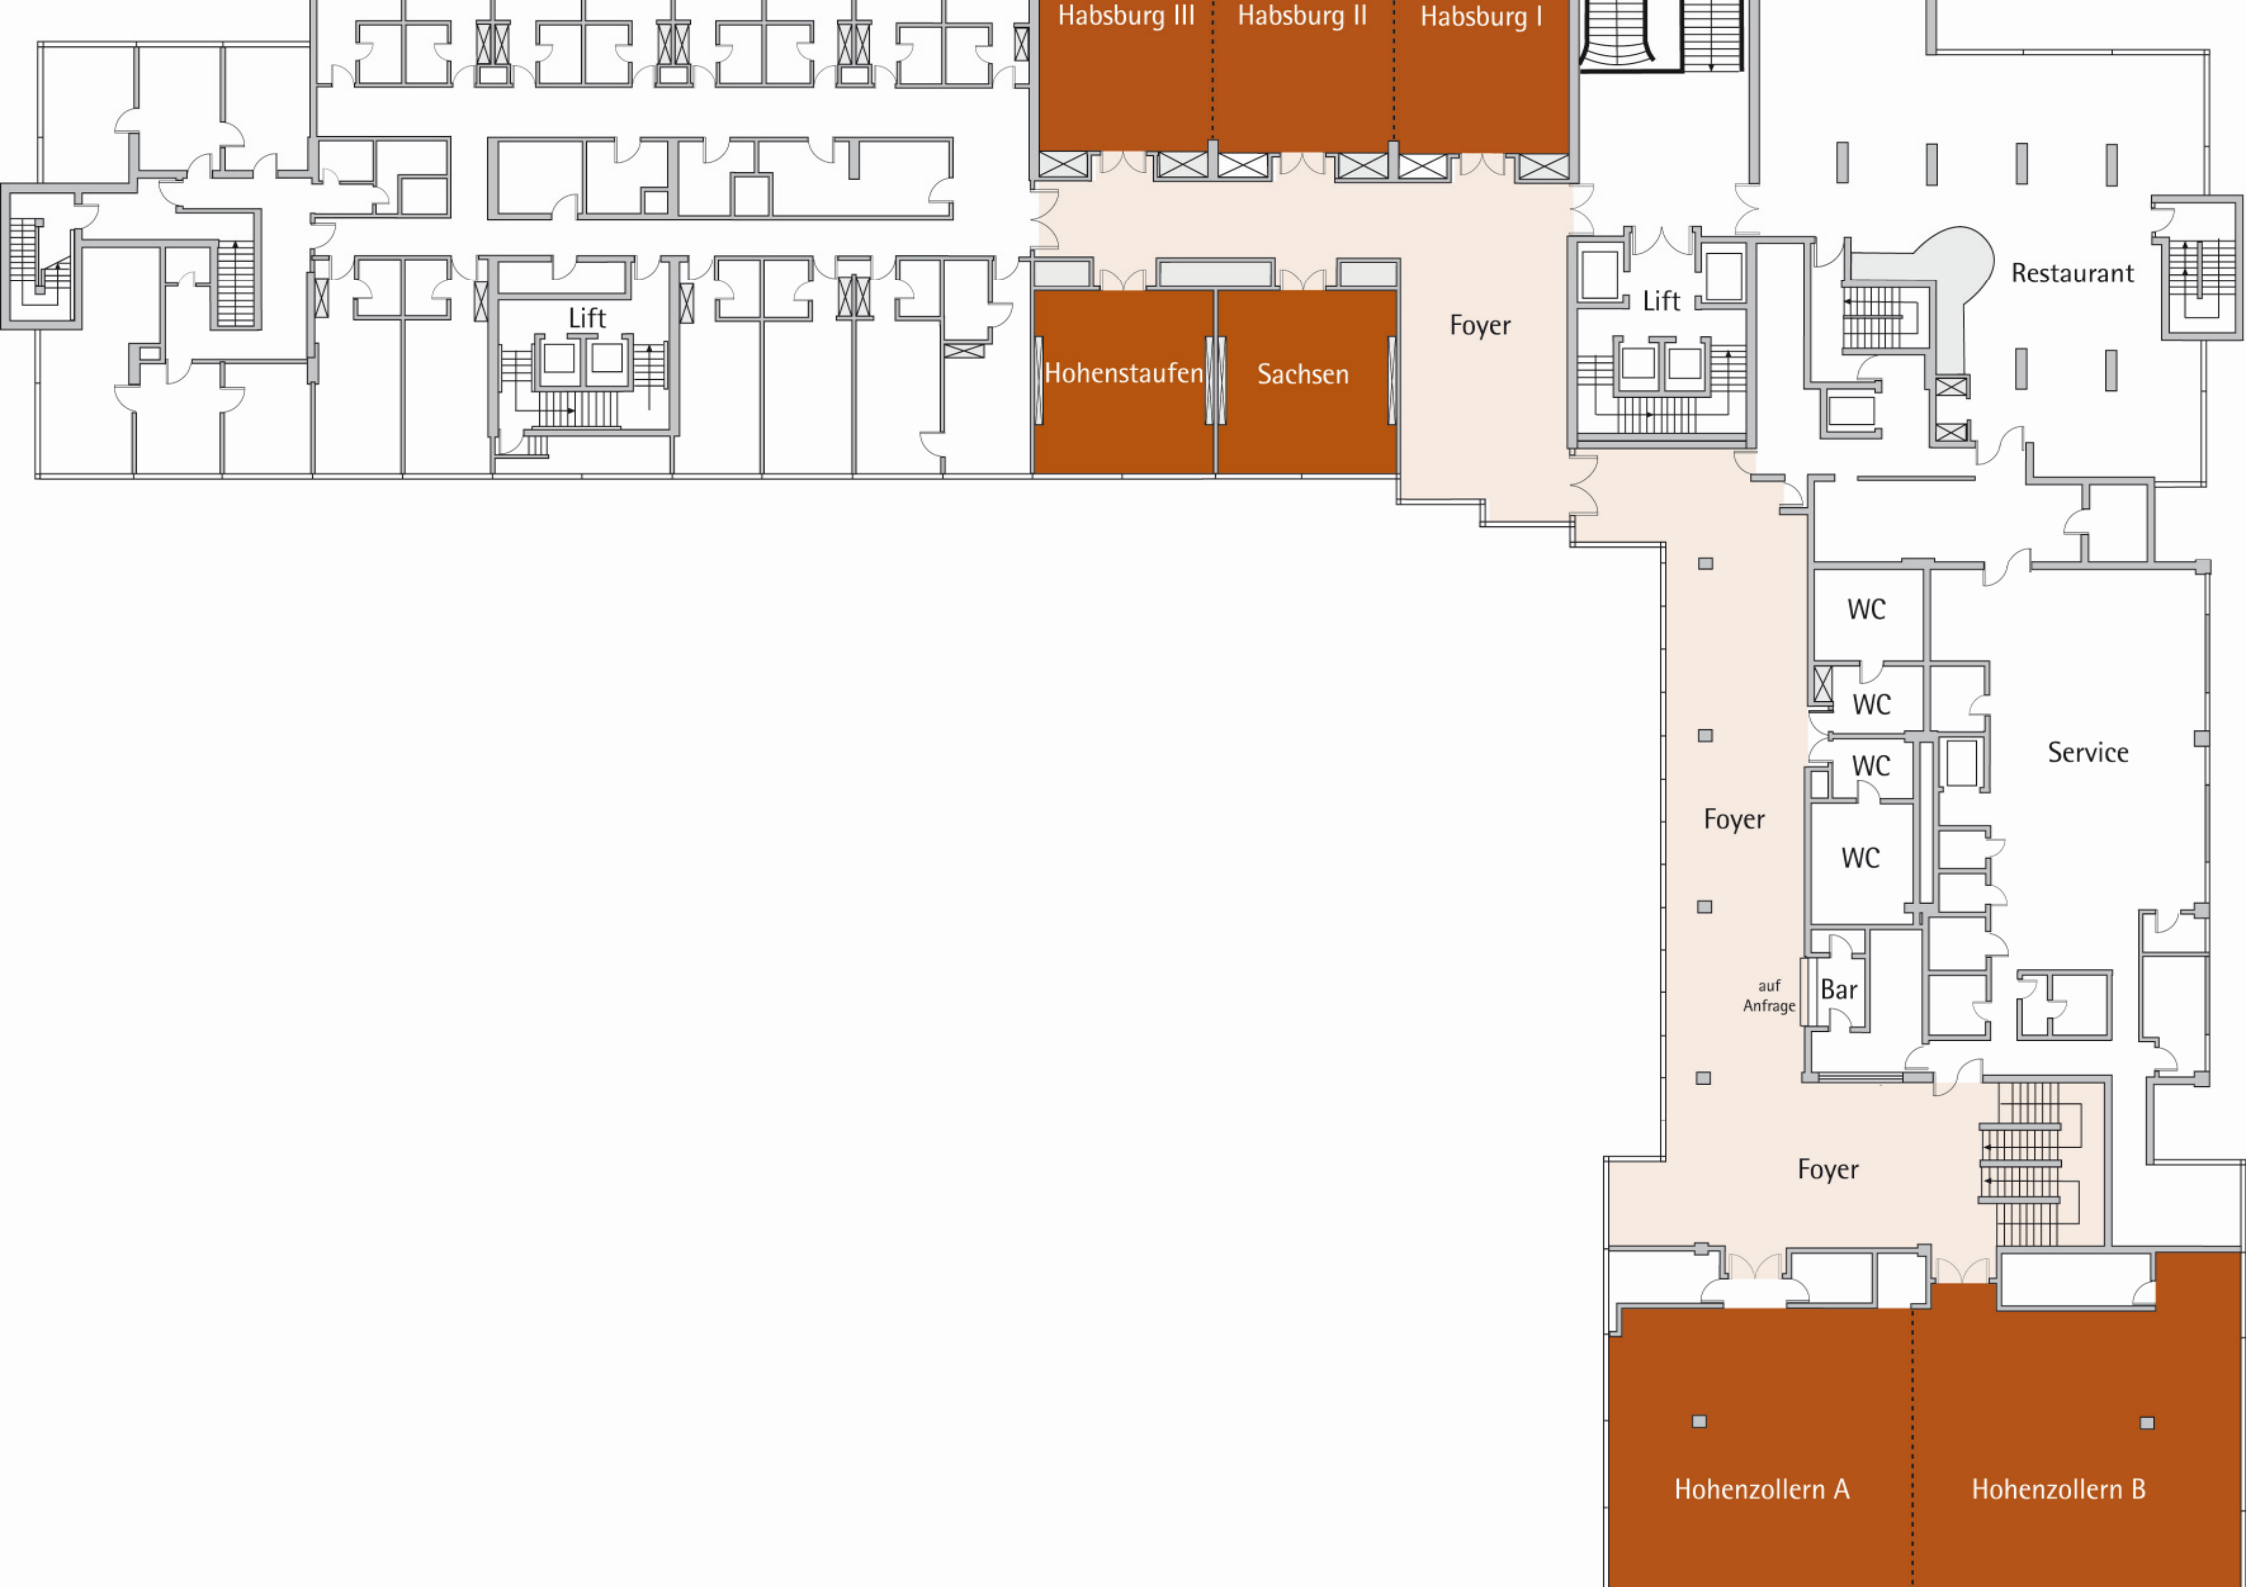 Habsburg III
Habsburg II
Habsburg I
Restaurant
Lift
Lift
Foyer
Hohenstaufen
Sachsen
WC
WC
Service
WC
Foyer
WC
auf
Anfrage
Bar
Foyer
Hohenzollern A
Hohenzollern B